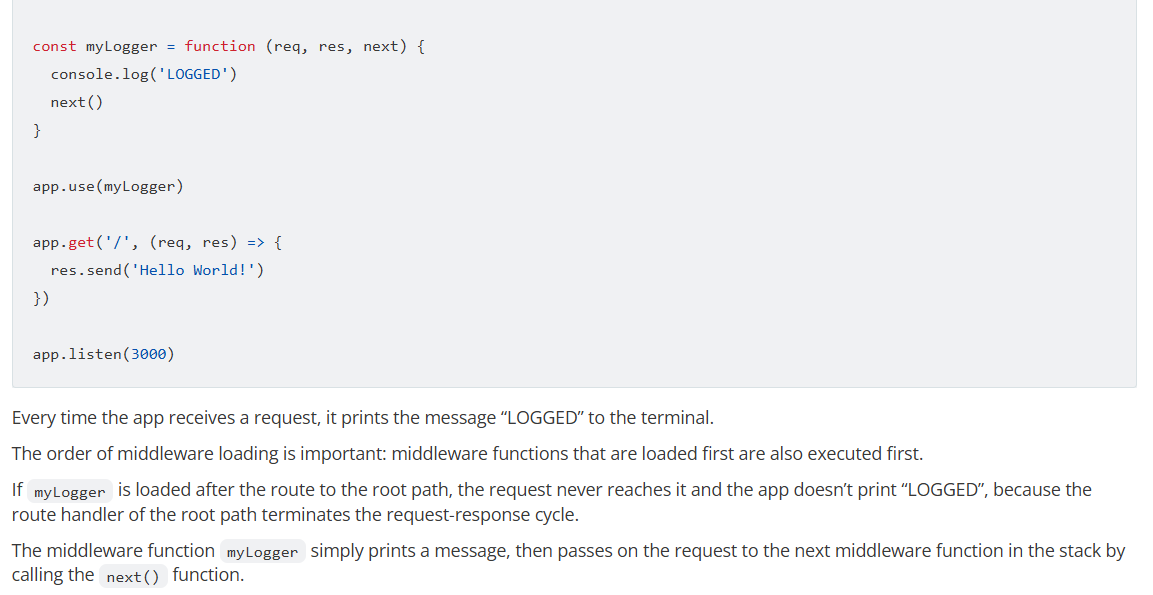 const myLogger = function (req, res, next) {
  console.log('LOGGED')
  next()
}
app.use(myLogger)
app.get('/', (req, res) => {
  res.send('Hello World!')
})
app.listen(3000)
Every time the app receives a request, it prints the message “LOGGED” to the terminal.
The order of middleware loading is important: middleware functions that are loaded first are also executed first.
If myLogger is loaded after the route to the root path, the request never reaches it and the app doesn’t print “LOGGED”, because the
route handler of the root path terminates the request-response cycle.
The middleware function myLogger simply prints a message, then passes on the request to the next middleware function in the stack by
calling the next() function.